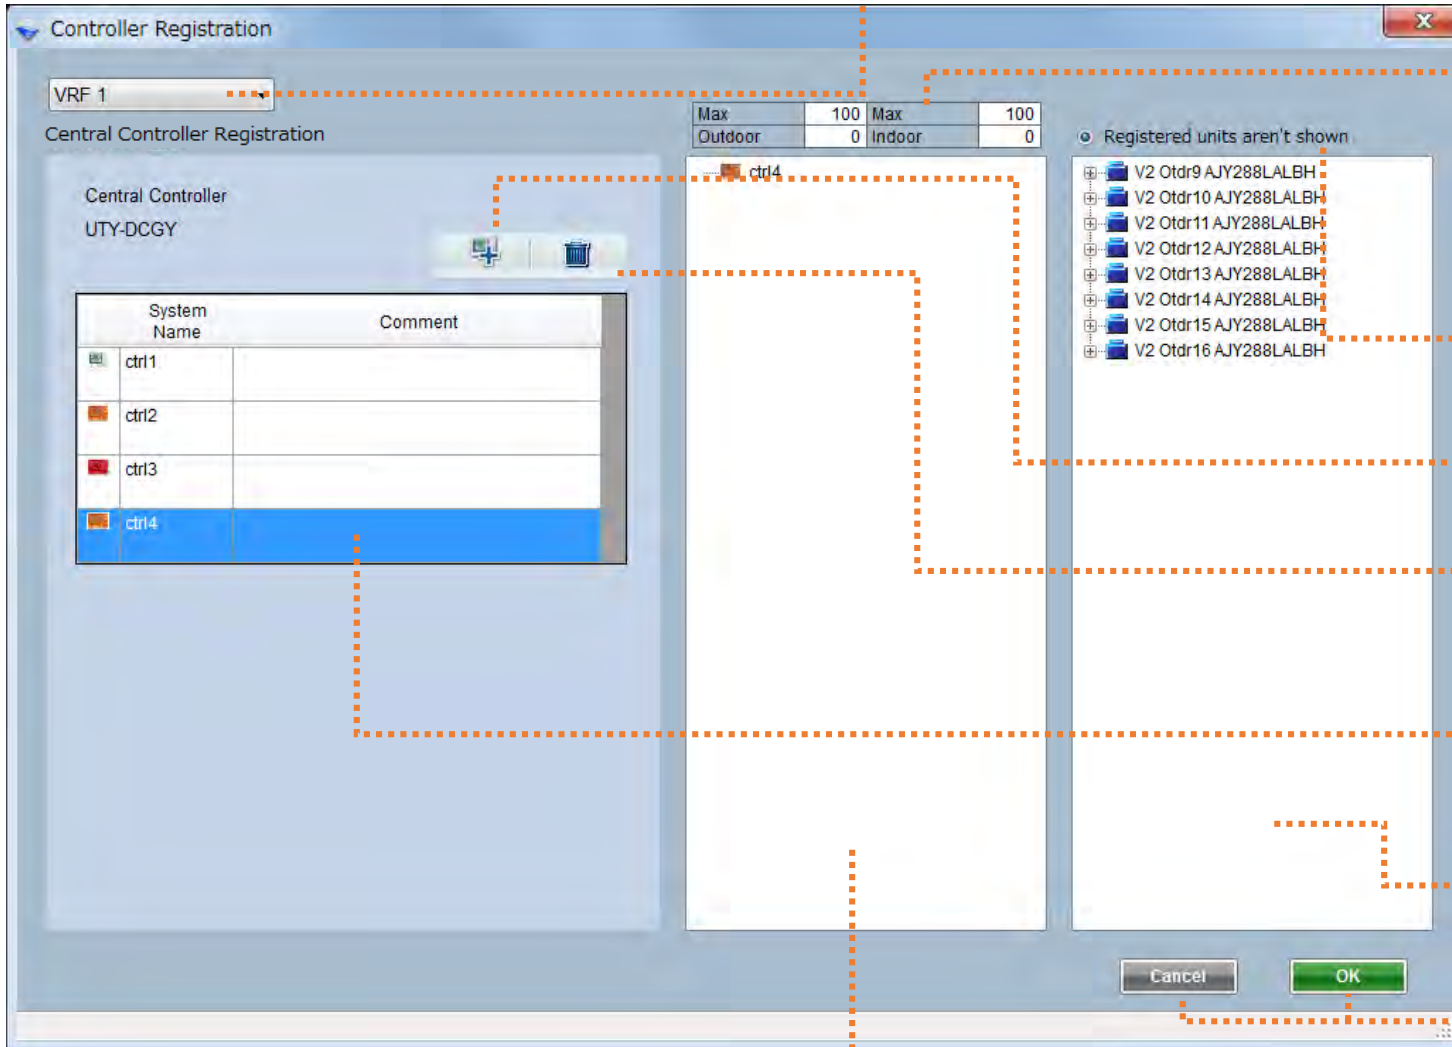 Controller Registration
x
VRF 1
Central Controller Registration
Max 100 Max 100
Outdoor 0 Indoor 0
Registered units aren't shown
Central Controller
UTY-DCGY
System Name Comment
ctrl1
ctrl2
ctrl3
ctrl4
ctrl4
V2 Otdr9 AJY288LALBH
V2 Otdr10 AJY288LALBH
V2 Otdr11 AJY288LALBH
V2 Otdr12 AJY288LALBH
V2 Otdr13 AJY288LALBH
V2 Otdr14 AJY288LALBH
V2 Otdr15 AJY288LALBH
V2 Otdr16 AJY288LALBH
Cancel OK